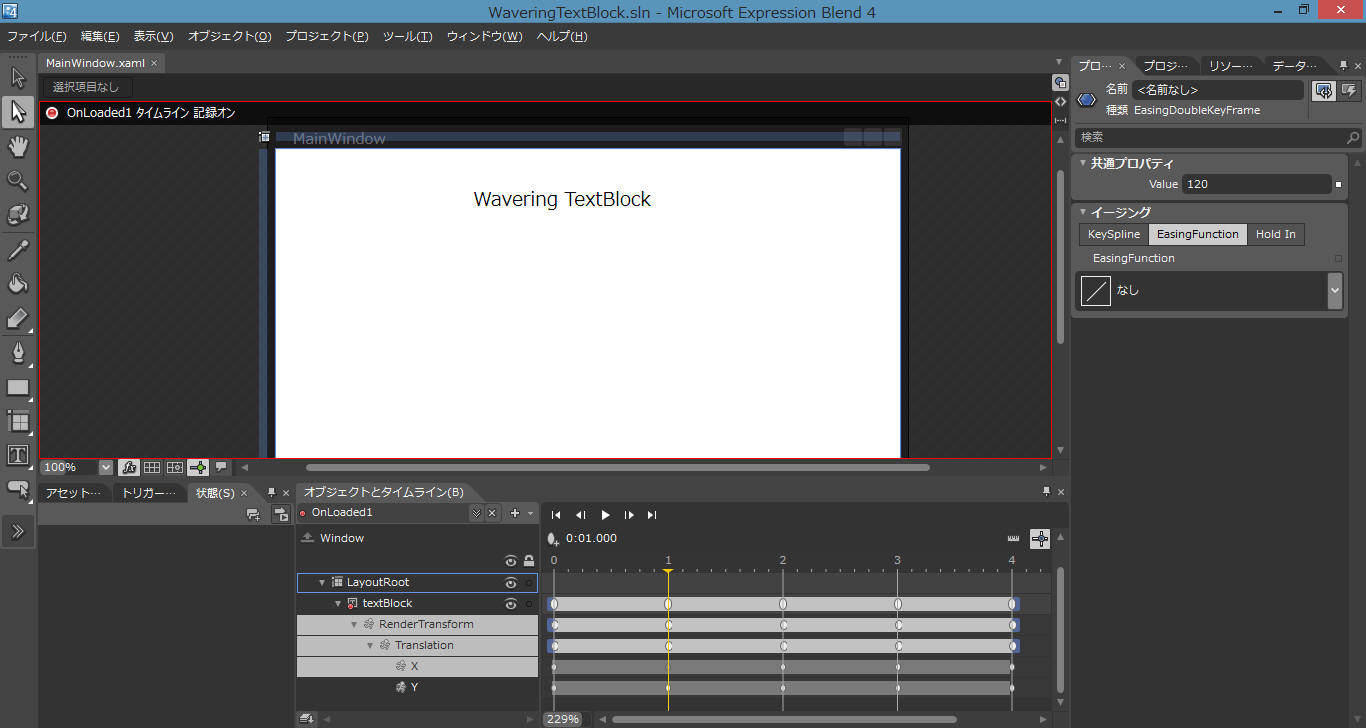 WaveringTextBlock.sln - Microsoft Expression Blend 4
ファイル(F) 編集(E) 表示(V) オブジェクト(O) プロジェクト(P) ツール(T) ウィンドウ(W) ヘルプ(H)
MainWindow.xaml ×
選択項目なし
OnLoaded1 タイムライン 記録オン
MainWindow
Wavering TextBlock
100%
アセット… トリガー… 状態(S) ×
オブジェクトとタイムライン(B)
OnLoaded1
Window
0:01.000
0 1 2 3 4
LayoutRoot
textBlock
RenderTransform
Translation
X
Y
229%
プロ… × プロジ… リソー… データ…
名前 <名前なし>
種類 EasingDoubleKeyFrame
検索
共通プロパティ
Value 120
イージング
KeySpline EasingFunction Hold In
EasingFunction
なし